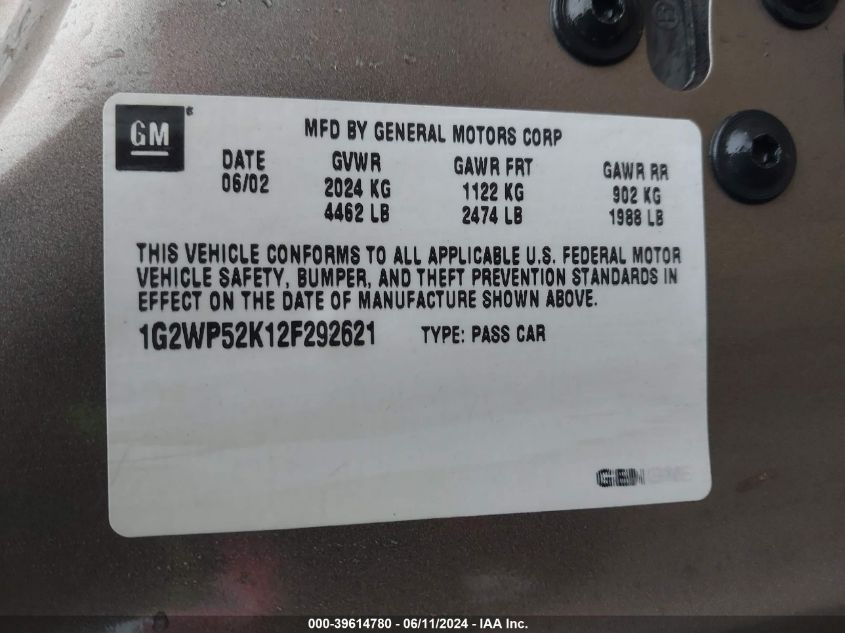 GM
MFD BY GENERAL MOTORS CORP
DATE GVWR GAWR FRT GAWR RR
06/02 2024 KG 1122 KG 902 KG
4462 LB 2474 LB 1988 LB
THIS VEHICLE CONFORMS TO ALL APPLICABLE U.S. FEDERAL MOTOR
VEHICLE SAFETY, BUMPER, AND THEFT PREVENTION STANDARDS IN
EFFECT ON THE DATE OF MANUFACTURE SHOWN ABOVE.
1G2WP52K12F292621 TYPE: PASS CAR
000-39614780 - 06/11/2024 - IAA Inc.